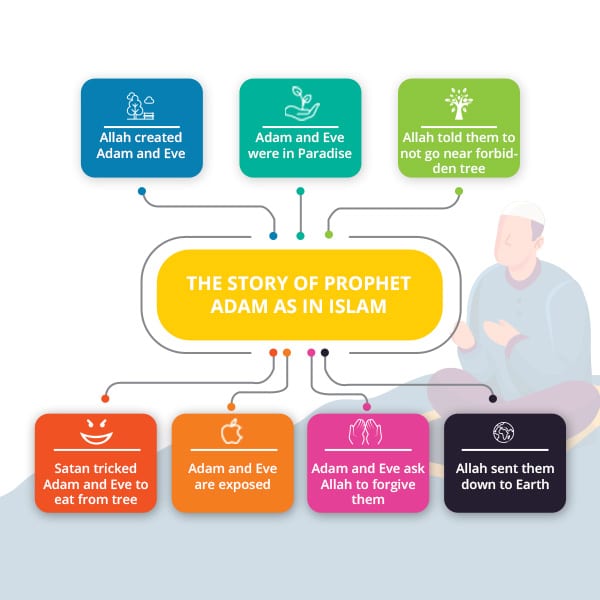 Allah created
Adam and Eve
Adam and Eve
were in Paradise
Allah told them to
not go near forbid-
den tree
THE STORY OF PROPHET
ADAM AS IN ISLAM
Satan tricked
Adam and Eve to
eat from tree
Adam and Eve
are exposed
Adam and Eve ask
Allah to forgive
them
Allah sent them
down to Earth